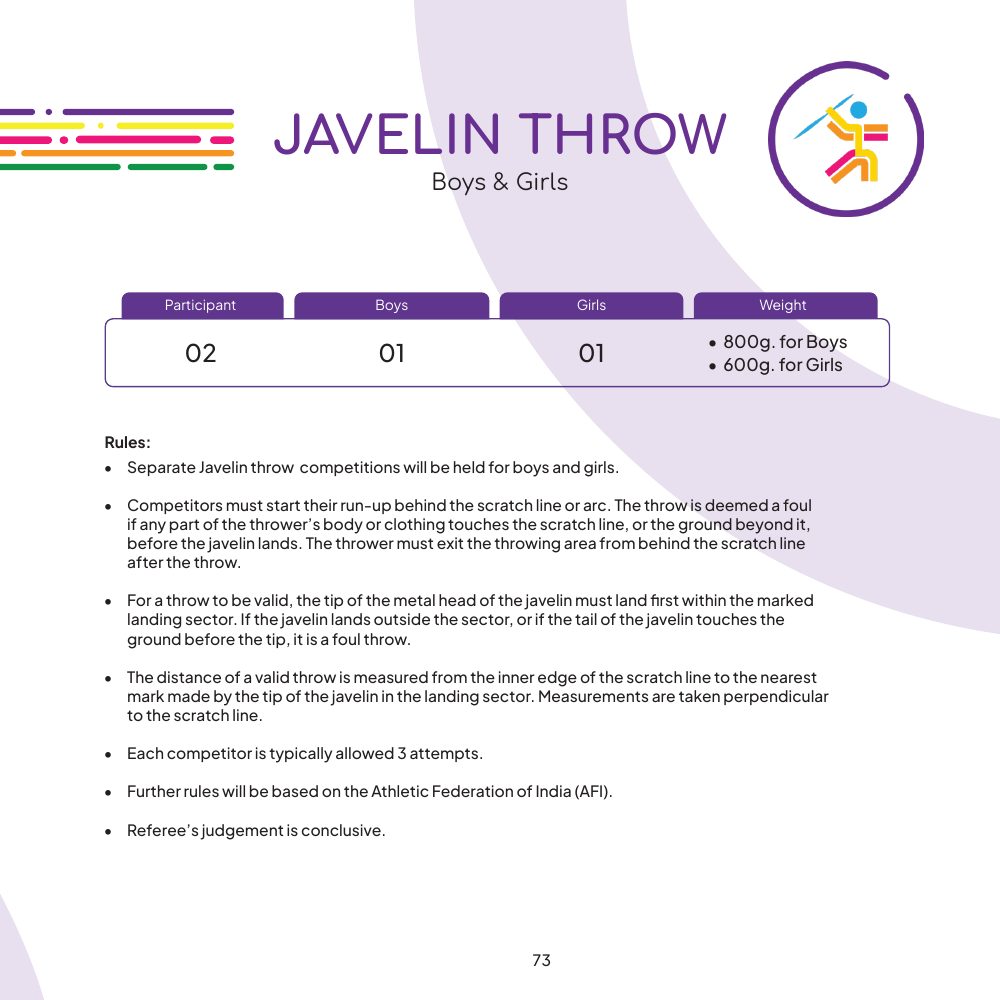 JAVELIN THROW
Boys & Girls
Participant Boys Girls Weight
02 01 01
• 800g. for Boys
• 600g. for Girls
Rules:
• Separate Javelin throw competitions will be held for boys and girls.
• Competitors must start their run-up behind the scratch line or arc. The throw is deemed a foul
if any part of the thrower's body or clothing touches the scratch line, or the ground beyond it,
before the javelin lands. The thrower must exit the throwing area from behind the scratch line
after the throw.
• For a throw to be valid, the tip of the metal head of the javelin must land first within the marked
landing sector. If the javelin lands outside the sector, or if the tail of the javelin touches the
ground before the tip, it is a foul throw.
• The distance of a valid throw is measured from the inner edge of the scratch line to the nearest
mark made by the tip of the javelin in the landing sector. Measurements are taken perpendicular
to the scratch line.
• Each competitor is typically allowed 3 attempts.
• Further rules will be based on the Athletic Federation of India (AFI).
• Referee's judgement is conclusive.
73